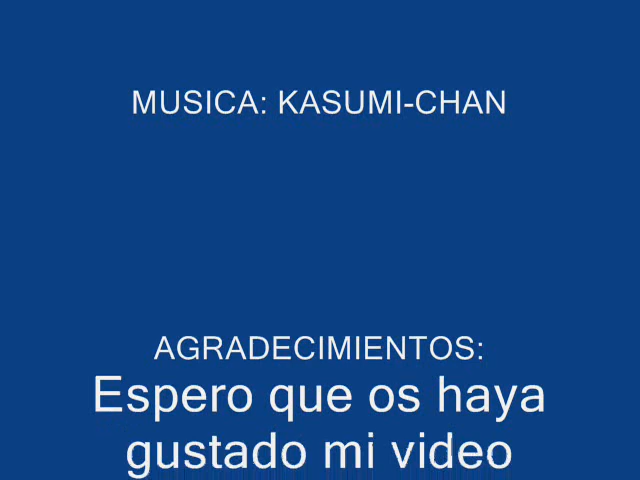 MUSICA: KASUMI-CHAN
AGRADECIMIENTOS:
Espero que os haya
gustado mi video